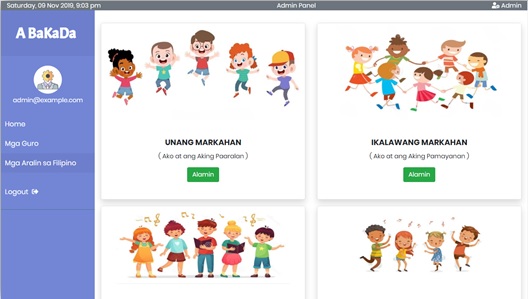 Saturday, 09 Nov 2019, 9:03 pm
Admin Panel
Admin
A BaKaDa
admin@example.com
Home
Mga Guro
Mga Aralin sa Filipino
Logout
UNANG MARKAHAN
( Ako at ang Aking Paaralan )
Alamin
IKALAWANG MARKAHAN
( Ako at ang Aking Pamayanan )
Alamin